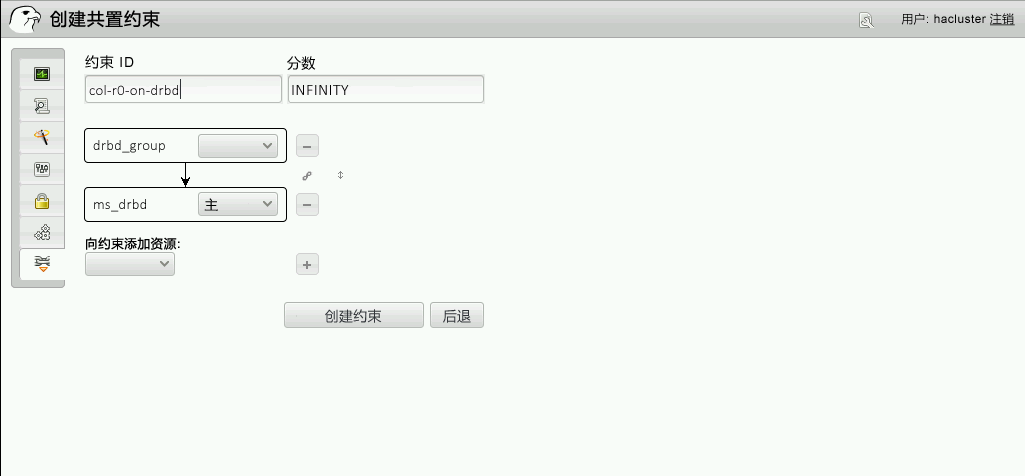 创建共置约束
用户: hacluster 注销
约束 ID 分数
col-r0-on-drbd INFINITY
drbd_group
ms_drbd 主
向约束添加资源:
创建约束 后退